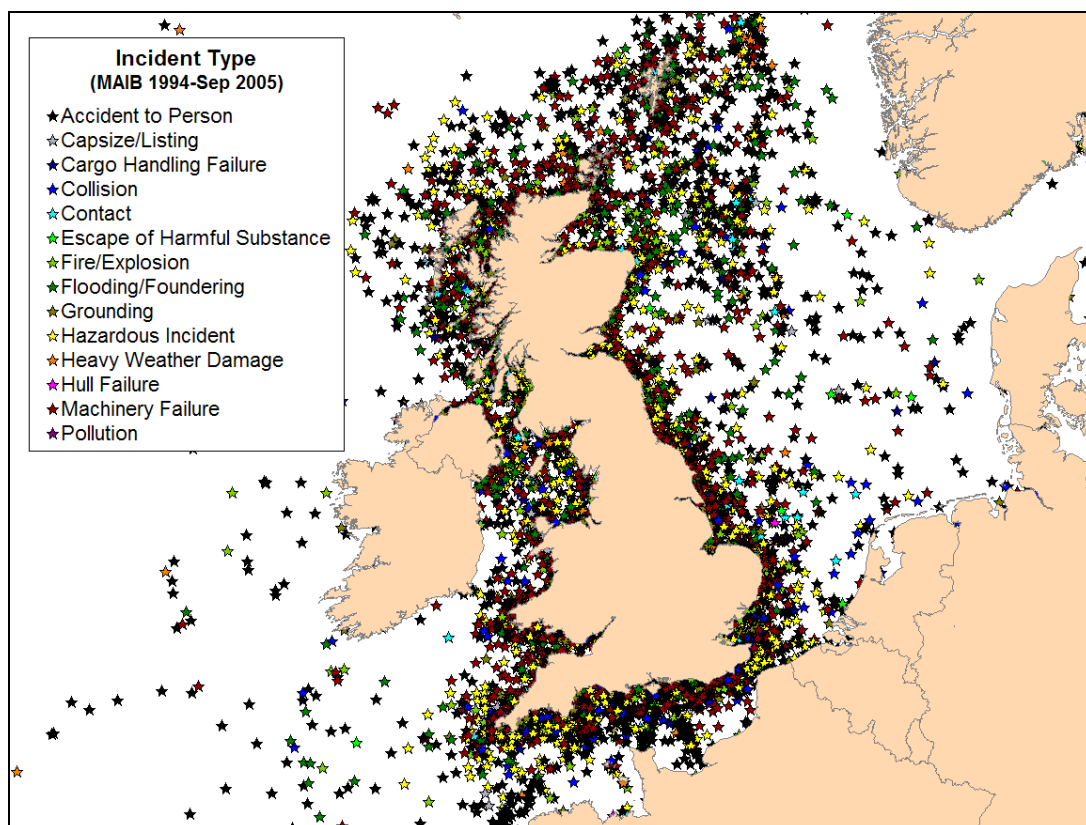 Incident Type
(MAIB 1994-Sep 2005)
Accident to Person
Capsize/Listing
Cargo Handling Failure
Collision
Contact
Escape of Harmful Substance
Fire/Explosion
Flooding/Foundering
Grounding
Hazardous Incident
Heavy Weather Damage
Hull Failure
Machinery Failure
Pollution